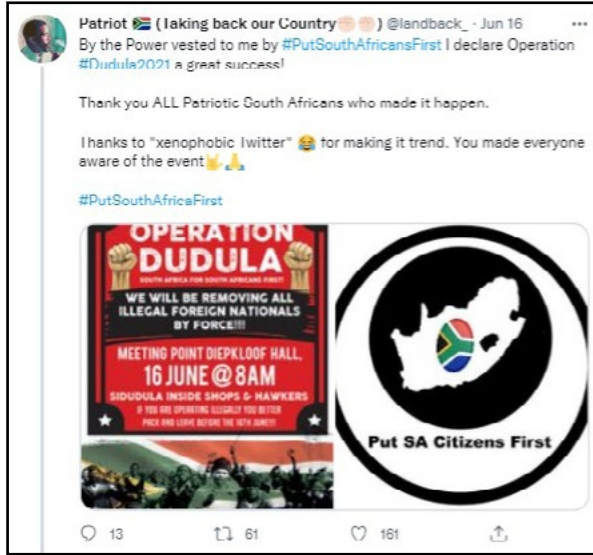 Patriot 🇿🇦 (Taking back our Country✊🏻✊🏻) @landback_ · Jun 16 ...
By the Power vested to me by #PutSouthAfricansFirst I declare Operation
#Dudula2021 a great success!
Thank you ALL Patriotic South Africans who made it happen.
Thanks to "xenophobic Twitter" 😂 for making it trend. You made everyone
aware of the event🤟🙏
#PutSouthAfricaFirst
OPERATION
DUDULA
SOUTH AFRICA FOR SOUTH AFRICANS FIRST!!
WE WILL BE REMOVING ALL
ILLEGAL FOREIGN NATIONALS
BY FORCE!!!
MEETING POINT DIEPKLOOF HALL,
16 JUNE @ 8AM
SIDUDULA INSIDE SHOPS & HAWKERS
IF YOU ARE OPERATING ILLEGALLY YOU BETTER
PACK AND LEAVE BEFORE THE 16TH JUNE!!!
Put SA Citizens First
13 61 161